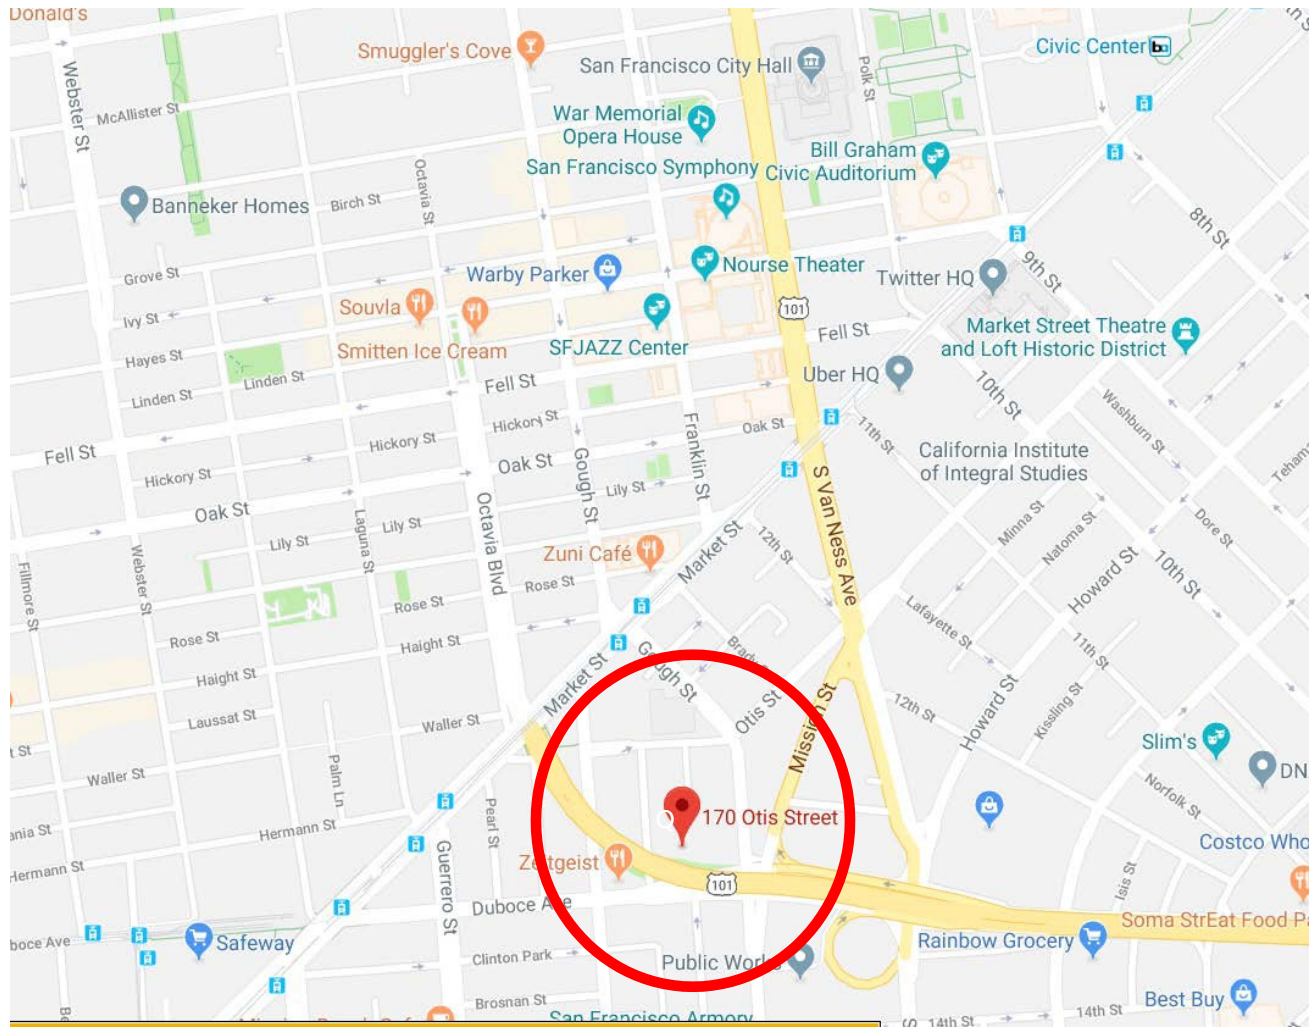 Donald's
Smuggler's Cove
San Francisco City Hall
Civic Center
Polk St
Webster St
McAllister St
War Memorial
Opera House
Bill Graham
Civic Auditorium
San Francisco Symphony
Octavia St
Banneker Homes
Birch St
8th St
9th St
Grove St
Warby Parker
Nourse Theater
Twitter HQ
Souvla
Ivy St
101
Fell St
Market Street Theatre
and Loft Historic District
Hayes St
Smitten Ice Cream
SFJAZZ Center
Linden St
Linden St
Fell St
Uber HQ
10th St
Washburn St
Hickory St
Franklin St
Oak St
11th St
Fell St
Hickory St
Hickory St
Oak St
Gough St
California Institute
of Integral Studies
S Van Ness Ave
Lily St
Octavia Blvd
Oak St
Laguna St
Lily St
Lily St
Minna St
Natoma St
Dore St
Webster St
Fillmore St
Zuni Café
Market St
12th St
Howard St
10th St
Rose St
Rose St
Rose St
Haight St
Lafayette St
11th St
Haight St
Market St
Gough St
Otis St
Mission St
12th St
Howard St
Kissling St
Laussat St
Waller St
Slim's
Waller St
Palm Ln
Norfolk St
170 Otis Street
Pearl St
Hermann St
Hermann St
Guerrero St
Zeitgeist
101
Isis St
Duboce Ave
Safeway
Clinton Park
Public Works
Rainbow Grocery
Brosnan St
San Francisco Armory
Best Buy
14th St
14th St